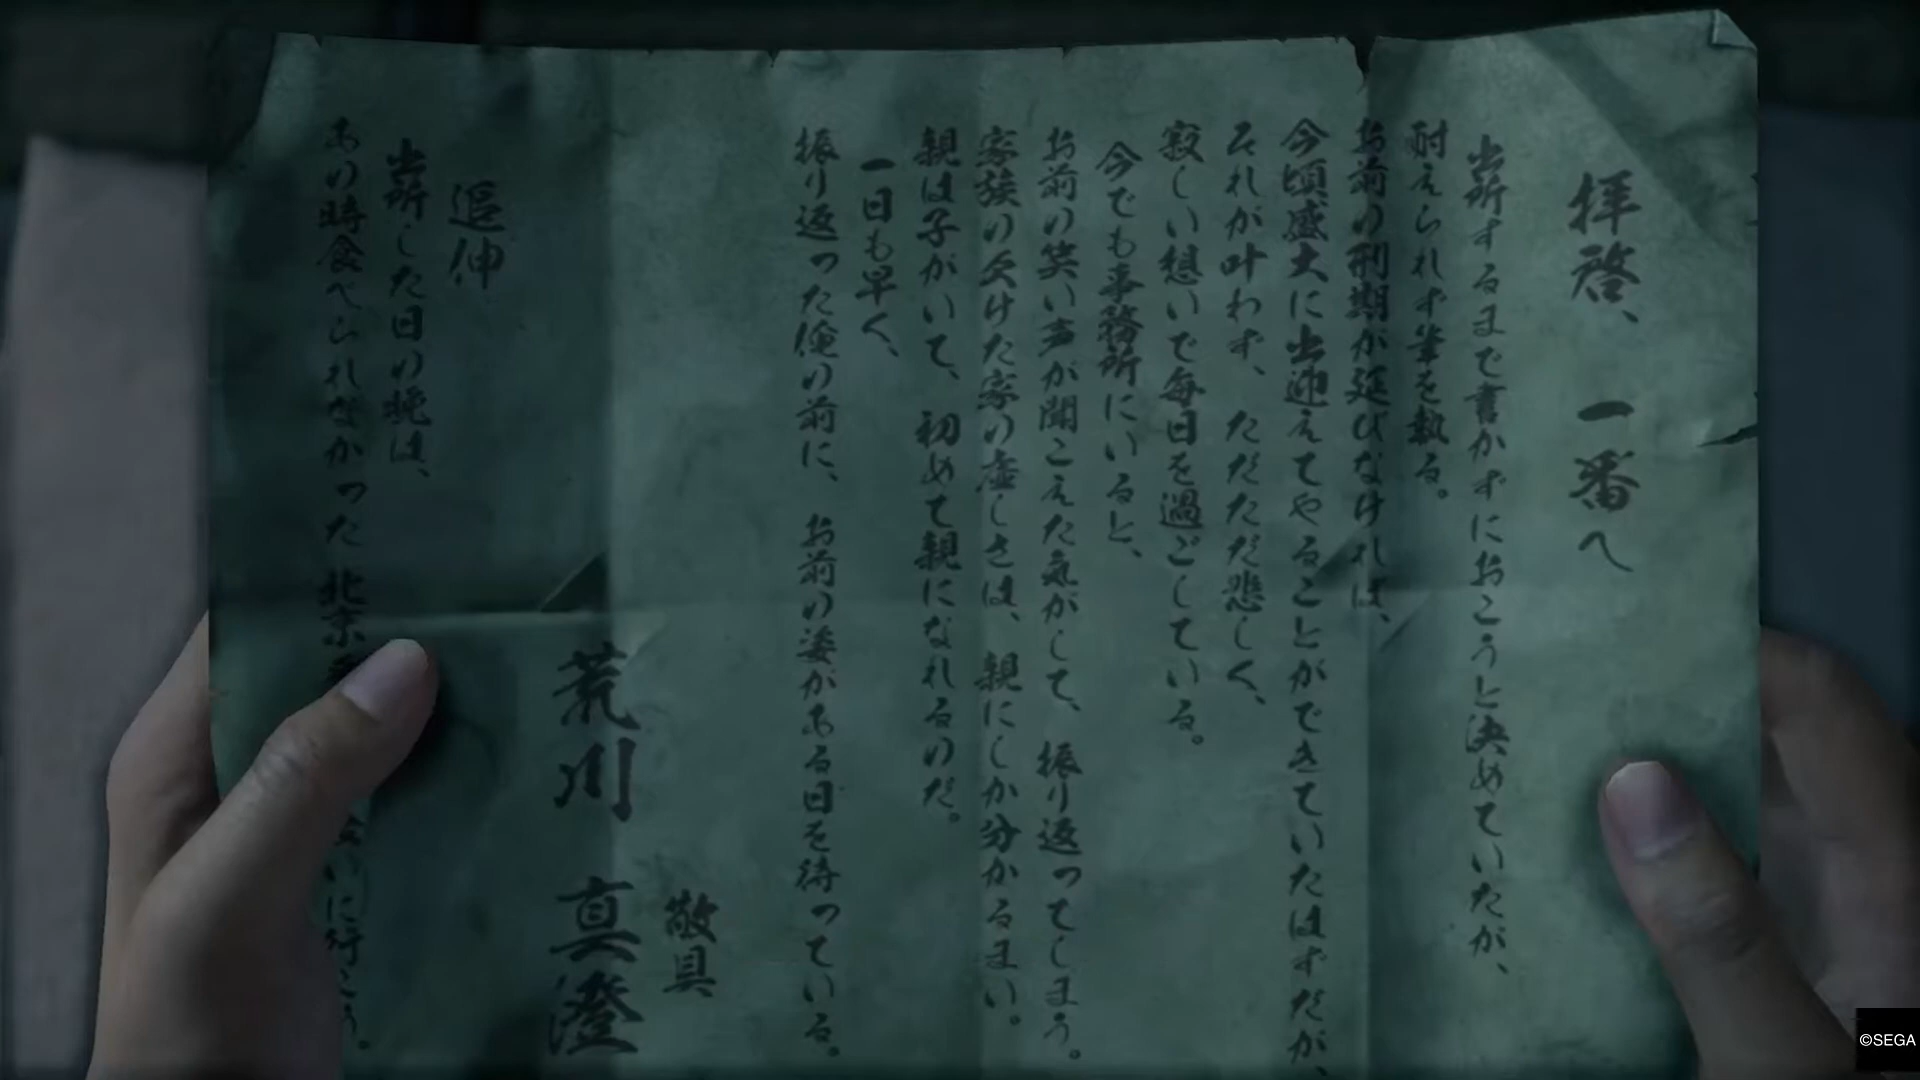 拝啓、一番へ
出所するまで書かずにおこうと決めていたが、
耐えられず筆を執る。
お前の刑期が延びなければ、
今頃盛大に出迎えてやることができていたはずだが、
それが叶わず、ただただ悲しく、
寂しい想いで毎日を過ごしている。
今でも事務所にいると、
お前の笑い声が聞こえた気がして、振り返ってしまう。
家族の欠けた家の虚しさは、親にしか分かるまい。
親は子がいて、初めて親になれるのだ。
一日も早く、
振り返った俺の前に、お前の姿がある日を待っている。
敬具
荒川 真澄
追伸
出所した日の晩は、
あの時食べられなかった北京 食いに行こう。
©SEGA